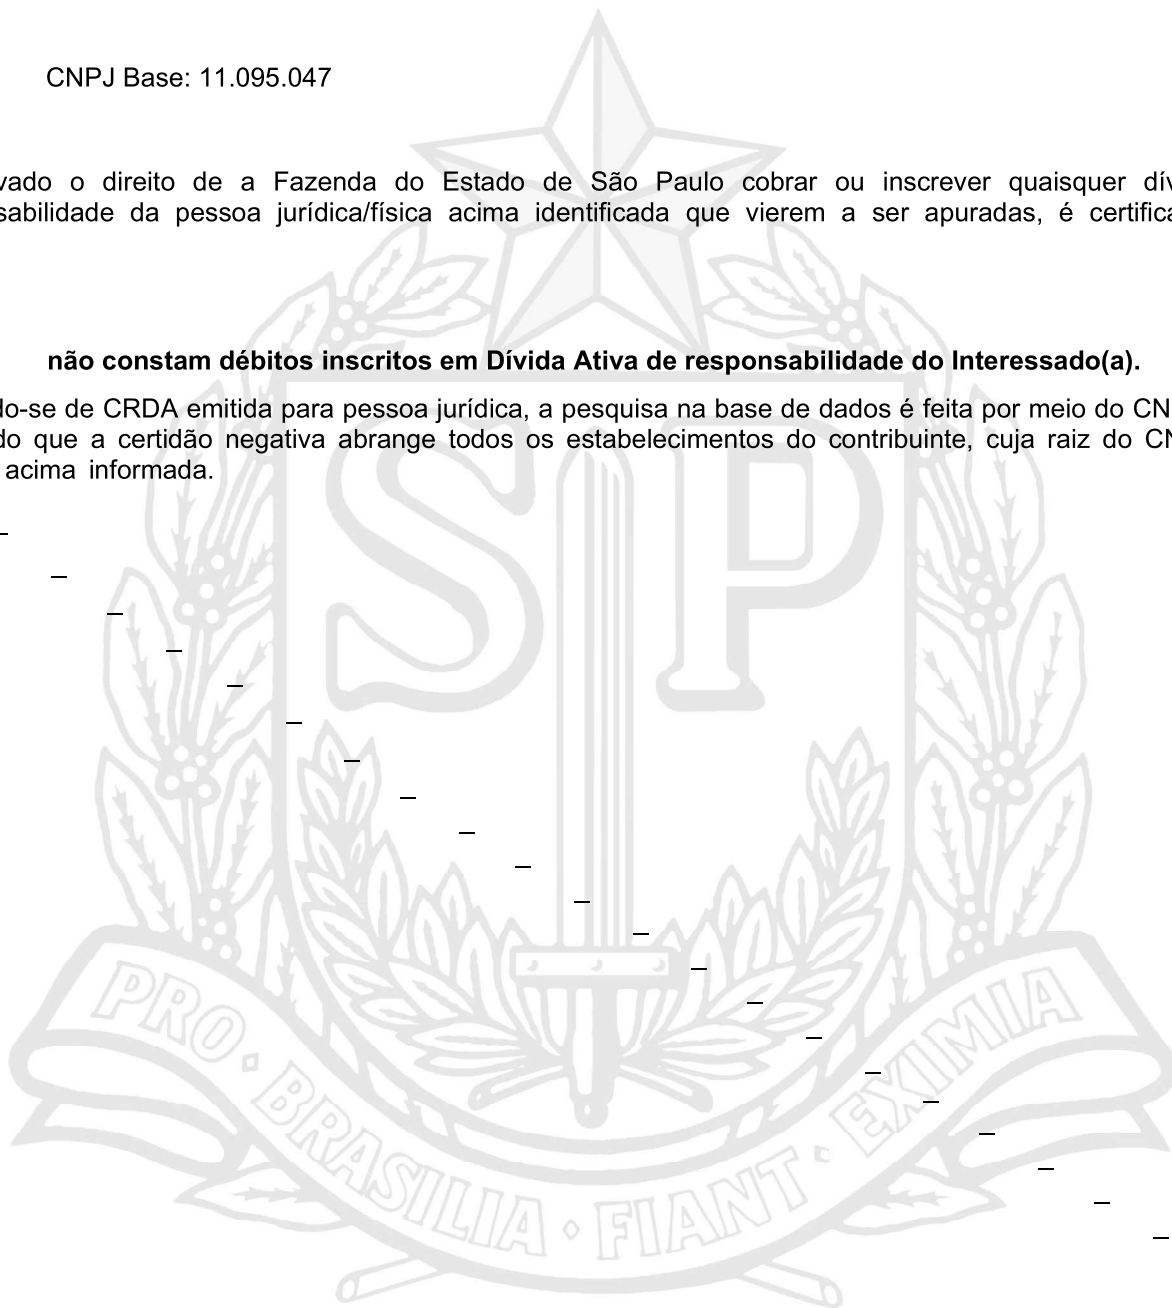 CNPJ Base: 11.095.047
vado o direito de a Fazenda do Estado de São Paulo cobrar ou inscrever quaisquer dív
sabilidade da pessoa jurídica/física acima identificada que vierem a ser apuradas, é certifica
não constam débitos inscritos em Dívida Ativa de responsabilidade do Interessado(a).
do-se de CRDA emitida para pessoa jurídica, a pesquisa na base de dados é feita por meio do CN
do que a certidão negativa abrange todos os estabelecimentos do contribuinte, cuja raiz do CN
acima informada.
SP
PRO · BRASILIA · FIANT · EXIMIA